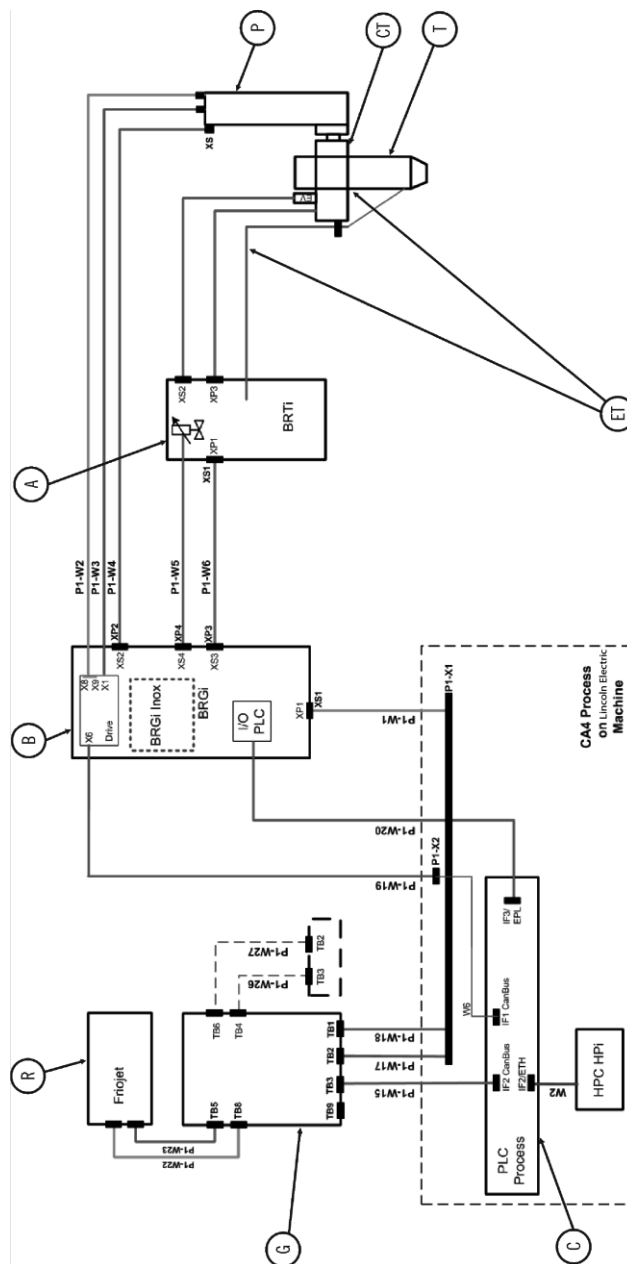 P
CT
T
XS
EV
ET
A
XS2
XP3
XP1
XS1
BRTi
P1-W2
P1-W3
P1-W4
P1-W5
P1-W6
B
XP2
XS2
XP4
XS4
XP3
XS3
X8
X9
X1
X6
Drive
BRGi Inox
BRGi
I/O
PLC
XP1
XS1
P1-W1
P1-X1
CA4 Process
on Lincoln Electric
Machine
P1-W20
P1-X2
P1-W19
IF3/
EPL
W6
IF1 CanBus
TB2
TB3
P1-W27
P1-W26
TB6
TB4
TB1
TB2
TB3
TB9
P1-W18
P1-W17
P1-W15
IF2 CanBus
IF2/ETH
W2
HPC HPi
PLC
Process
R
Friojet
TB5
TB8
P1-W23
P1-W22
G
C